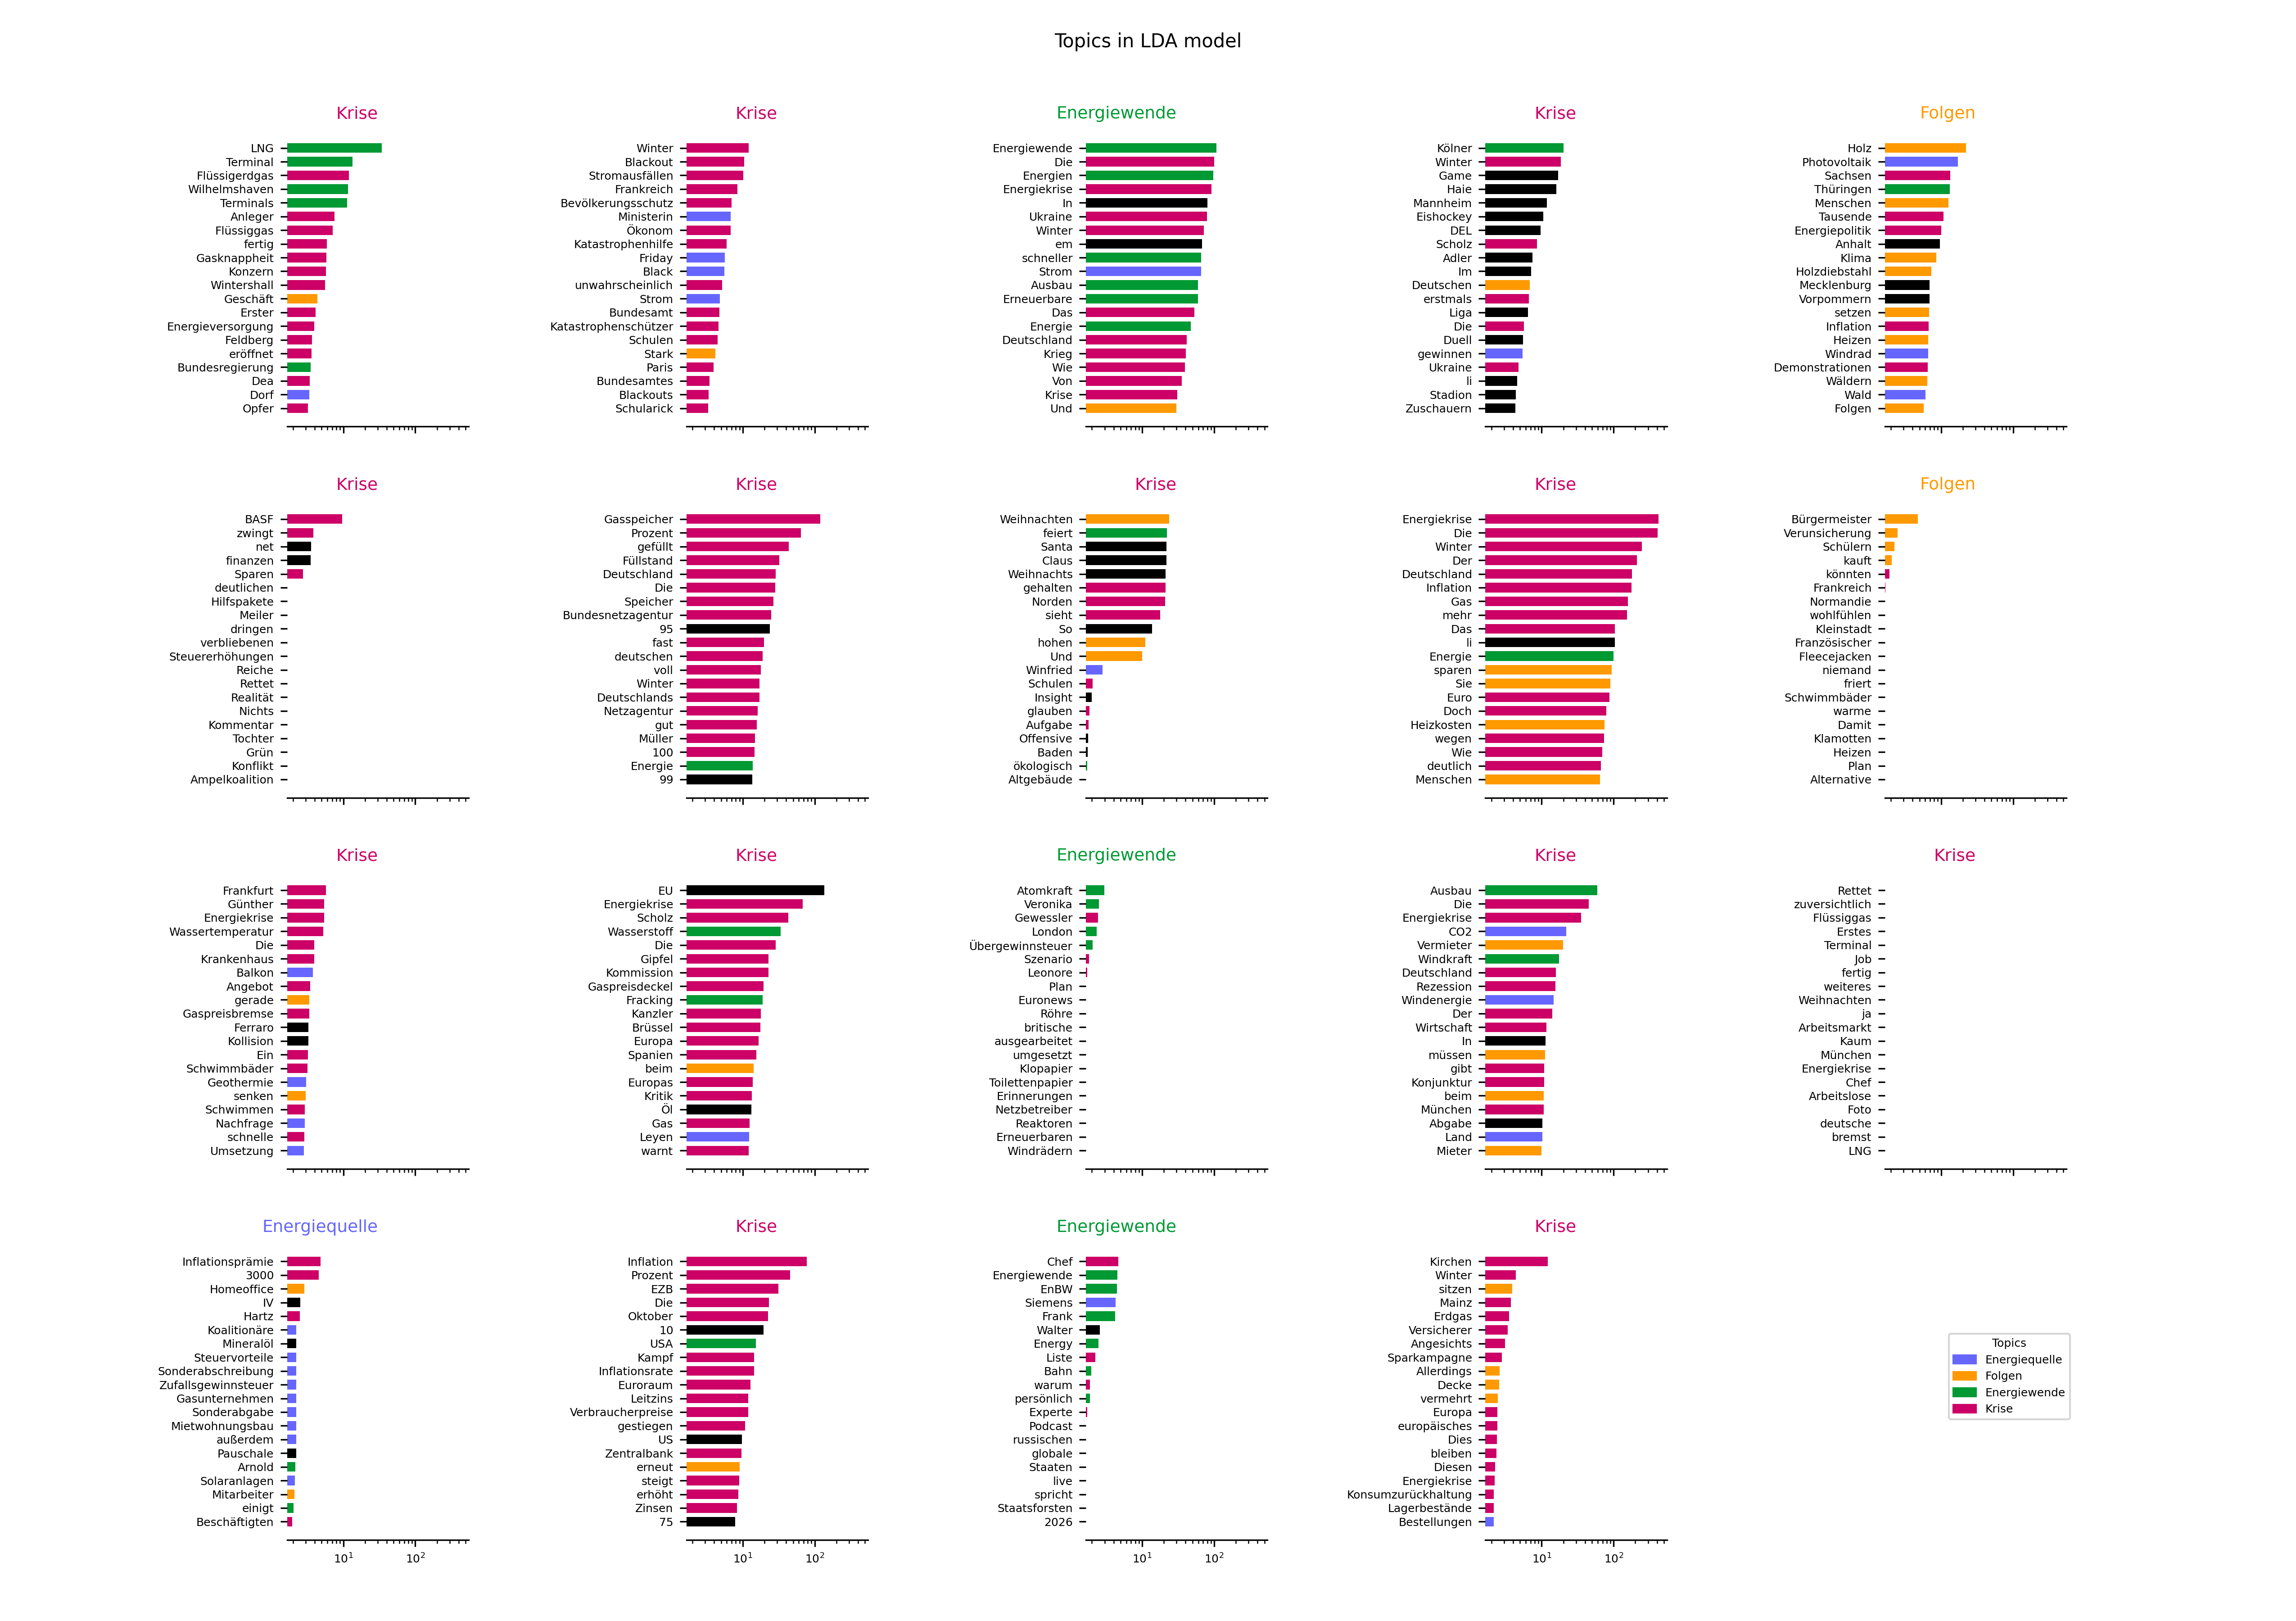 Topics in LDA model
Krise
LNG
Terminal
Flüssigerdgas
Wilhelmshaven
Terminals
Anleger
Flüssiggas
fertig
Gasknappheit
Konzern
Wintershall
Geschäft
Erster
Energieversorgung
Feldberg
eröffnet
Bundesregierung
Dea
Dorf
Opfer
Krise
Winter
Blackout
Stromausfällen
Frankreich
Bevölkerungsschutz
Ministerin
Ökonom
Katastrophenhilfe
Friday
Black
unwahrscheinlich
Strom
Bundesamt
Katastrophenschützer
Schulen
Stark
Paris
Bundesamtes
Blackouts
Schularick
Energiewende
Energiewende
Die
Energien
Energiekrise
In
Ukraine
Winter
em
schneller
Strom
Ausbau
Erneuerbare
Das
Energie
Deutschland
Krieg
Wie
Von
Krise
Und
Krise
Kölner
Winter
Game
Haie
Mannheim
Eishockey
DEL
Scholz
Adler
Im
Deutschen
erstmals
Liga
Die
Duell
gewinnen
Ukraine
li
Stadion
Zuschauern
Folgen
Holz
Photovoltaik
Sachsen
Thüringen
Menschen
Tausende
Energiepolitik
Anhalt
Klima
Holzdiebstahl
Mecklenburg
Vorpommern
setzen
Inflation
Heizen
Windrad
Demonstrationen
Wäldern
Wald
Folgen
Krise
BASF
zwingt
net
finanzen
Sparen
deutlichen
Hilfspakete
Meiler
dringen
verbliebenen
Steuererhöhungen
Reiche
Rettet
Realität
Nichts
Kommentar
Tochter
Grün
Konflikt
Ampelkoalition
Krise
Gasspeicher
Prozent
gefüllt
Füllstand
Deutschland
Die
Speicher
Bundesnetzagentur
95
fast
deutschen
voll
Winter
Deutschlands
Netzagentur
gut
Müller
100
Energie
99
Krise
Weihnachten
feiert
Santa
Claus
Weihnachts
gehalten
Norden
sieht
So
hohen
Und
Winfried
Schulen
Insight
glauben
Aufgabe
Offensive
Baden
ökologisch
Altgebäude
Krise
Energiekrise
Die
Winter
Der
Deutschland
Inflation
Gas
mehr
Das
li
Energie
sparen
Sie
Euro
Doch
Heizkosten
wegen
Wie
deutlich
Menschen
Folgen
Bürgermeister
Verunsicherung
Schülern
kauft
könnten
Frankreich
Normandie
wohlfühlen
Kleinstadt
Französischer
Fleecejacken
niemand
friert
Schwimmbäder
warme
Damit
Klamotten
Heizen
Plan
Alternative
Krise
Frankfurt
Günther
Energiekrise
Wassertemperatur
Die
Krankenhaus
Balkon
Angebot
gerade
Gaspreisbremse
Ferraro
Kollision
Ein
Schwimmbäder
Geothermie
senken
Schwimmen
Nachfrage
schnelle
Umsetzung
Krise
EU
Energiekrise
Scholz
Wasserstoff
Die
Gipfel
Kommission
Gaspreisdeckel
Fracking
Kanzler
Brüssel
Europa
Spanien
beim
Europas
Kritik
Öl
Gas
Leyen
warnt
Energiewende
Atomkraft
Veronika
Gewessler
London
Übergewinnsteuer
Szenario
Leonore
Plan
Euronews
Röhre
britische
ausgearbeitet
umgesetzt
Klopapier
Toilettenpapier
Erinnerungen
Netzbetreiber
Reaktoren
Erneuerbaren
Windrädern
Krise
Ausbau
Die
Energiekrise
CO2
Vermieter
Windkraft
Deutschland
Rezession
Windenergie
Der
Wirtschaft
In
müssen
gibt
Konjunktur
beim
München
Abgabe
Land
Mieter
Krise
Rettet
zuversichtlich
Flüssiggas
Erstes
Terminal
Job
fertig
weiteres
Weihnachten
ja
Arbeitsmarkt
Kaum
München
Energiekrise
Chef
Arbeitslose
Foto
deutsche
bremst
LNG
Energiequelle
Inflationsprämie
3000
Homeoffice
IV
Hartz
Koalitionäre
Mineralöl
Steuervorteile
Sonderabschreibung
Zufallsgewinnsteuer
Gasunternehmen
Sonderabgabe
Mietwohnungsbau
außerdem
Pauschale
Arnold
Solaranlagen
Mitarbeiter
einigt
Beschäftigten
10^1 10^2
Krise
Inflation
Prozent
EZB
Die
Oktober
10
USA
Kampf
Inflationsrate
Euroraum
Leitzins
Verbraucherpreise
gestiegen
US
Zentralbank
erneut
steigt
erhöht
Zinsen
75
10^1 10^2
Energiewende
Chef
Energiewende
EnBW
Siemens
Frank
Walter
Energy
Liste
Bahn
warum
persönlich
Experte
Podcast
russischen
globale
Staaten
live
spricht
Staatsforsten
2026
10^1 10^2
Krise
Kirchen
Winter
sitzen
Mainz
Erdgas
Versicherer
Angesichts
Sparkampagne
Allerdings
Decke
vermehrt
Europa
europäisches
Dies
bleiben
Diesen
Energiekrise
Konsumzurückhaltung
Lagerbestände
Bestellungen
10^1 10^2
Topics
Energiequelle
Folgen
Energiewende
Krise